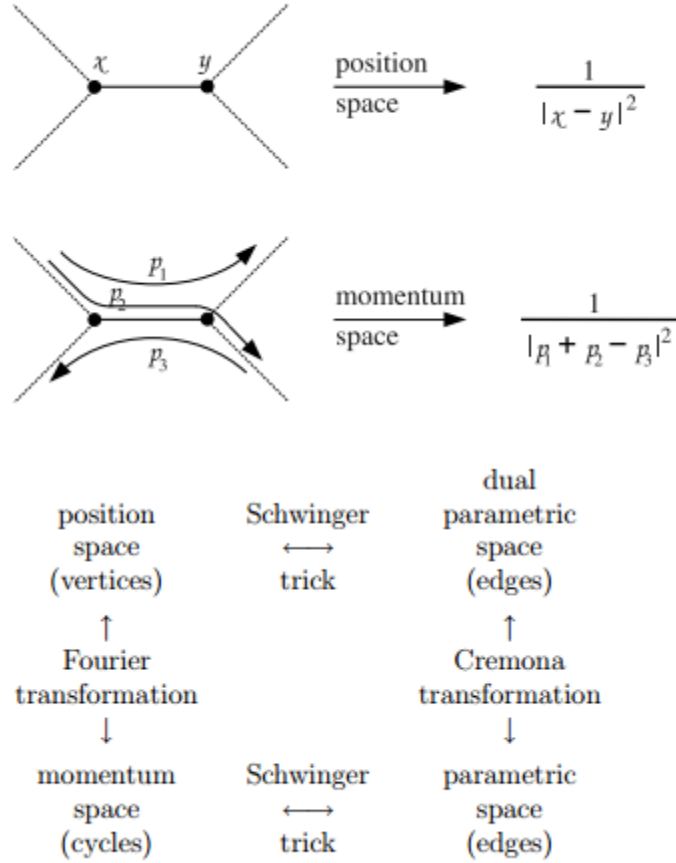 x y
position
space
1
|x − y|²
p₁
p₂
p₃
momentum
space
1
|p₁ + p₂ − p₃|²
dual
position Schwinger parametric
space ⟷ space
(vertices) trick (edges)
↑ ↑
Fourier Cremona
transformation transformation
↓ ↓
momentum Schwinger parametric
space ⟷ space
(cycles) trick (edges)